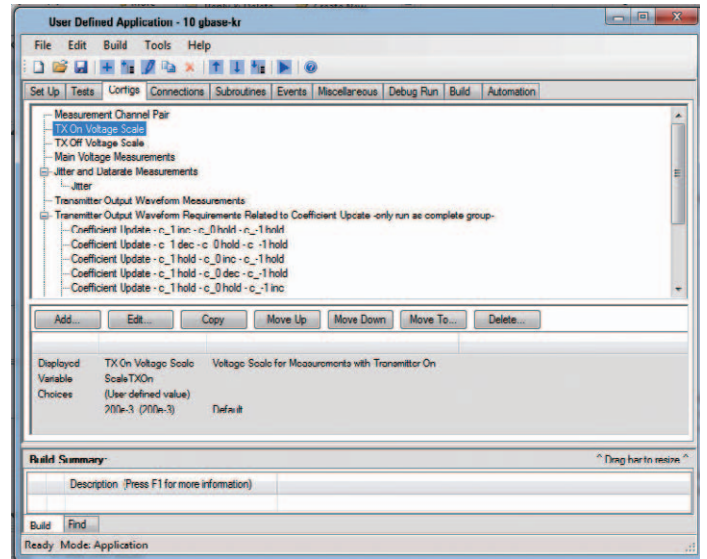 User Defined Application - 10 gbase-kr
File Edit Build Tools Help
Set Up Tests Configs Connections Subroutines Events Miscellaneous Debug Run Build Automation
Measurement Channel Pair
TX On Voltage Scale
TX Off Voltage Scale
Main Voltage Measurements
Jitter and Datarate Measurements
Jitter
Transmitter Output Waveform Measurements
Transmitter Output Waveform Requirements Related to Coefficient Update -only run as complete group-
Coefficient Update - c_1 inc - c_0 hold - c_-1 hold
Coefficient Update - c_1 dec - c_0 hold - c_-1 hold
Coefficient Update - c_1 hold - c_0 inc - c_-1 hold
Coefficient Update - c_1 hold - c_0 dec - c_-1 hold
Coefficient Update - c_1 hold - c_0 hold - c_-1 inc
Add... Edit... Copy Move Up Move Down Move To... Delete...
Displayed TX On Voltage Scale Voltage Scale for Measurements with Transmitter On
Variable ScaleTXOn
Choices (User defined value)
200e-3 (200e-3) Default
Build Summary: ^ Drag bar to resize ^
Description (Press F1 for more information)
Build Find
Ready Mode: Application